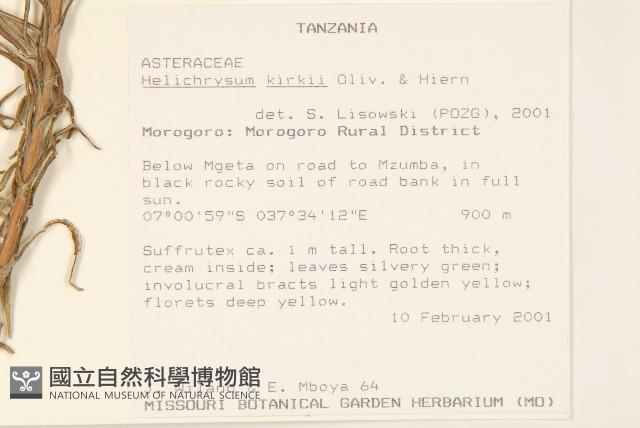 TANZANIA
ASTERACEAE
Helichrysum kirkii Oliv. & Hiern
det. S. Lisowski (POZG), 2001
Morogoro: Morogoro Rural District
Below Mgeta on road to Mzumba, in
black rocky soil of road bank in full
sun.
07°00'59"S 037°34'12"E 900 m
Suffrutex ca. 1 m tall. Root thick,
cream inside; leaves silvery green;
involucral bracts light golden yellow;
florets deep yellow.
10 February 2001
& E. Mboya 64
MISSOURI BOTANICAL GARDEN HERBARIUM (MO)
國立自然科學博物館
NATIONAL MUSEUM OF NATURAL SCIENCE